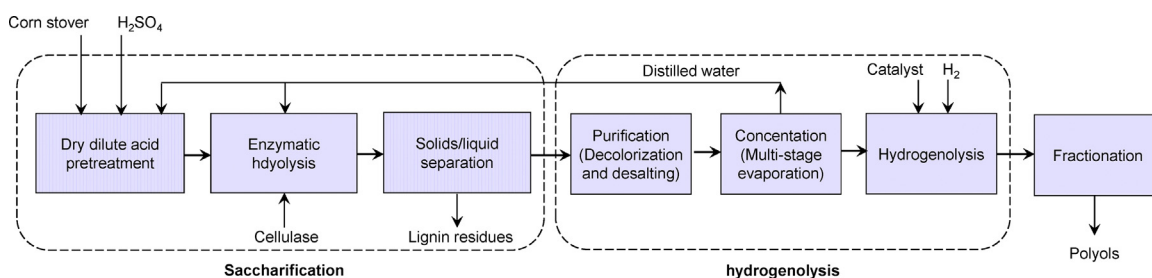 Corn stover
H₂SO₄
Distilled water
Catalyst
H₂
Dry dilute acid
pretreatment
Enzymatic
hdyolysis
Solids/liquid
separation
Purification
(Decolorization
and desalting)
Concentation
(Multi-stage
evaporation)
Hydrogenolysis
Fractionation
Cellulase
Lignin residues
Polyols
Saccharification
hydrogenolysis